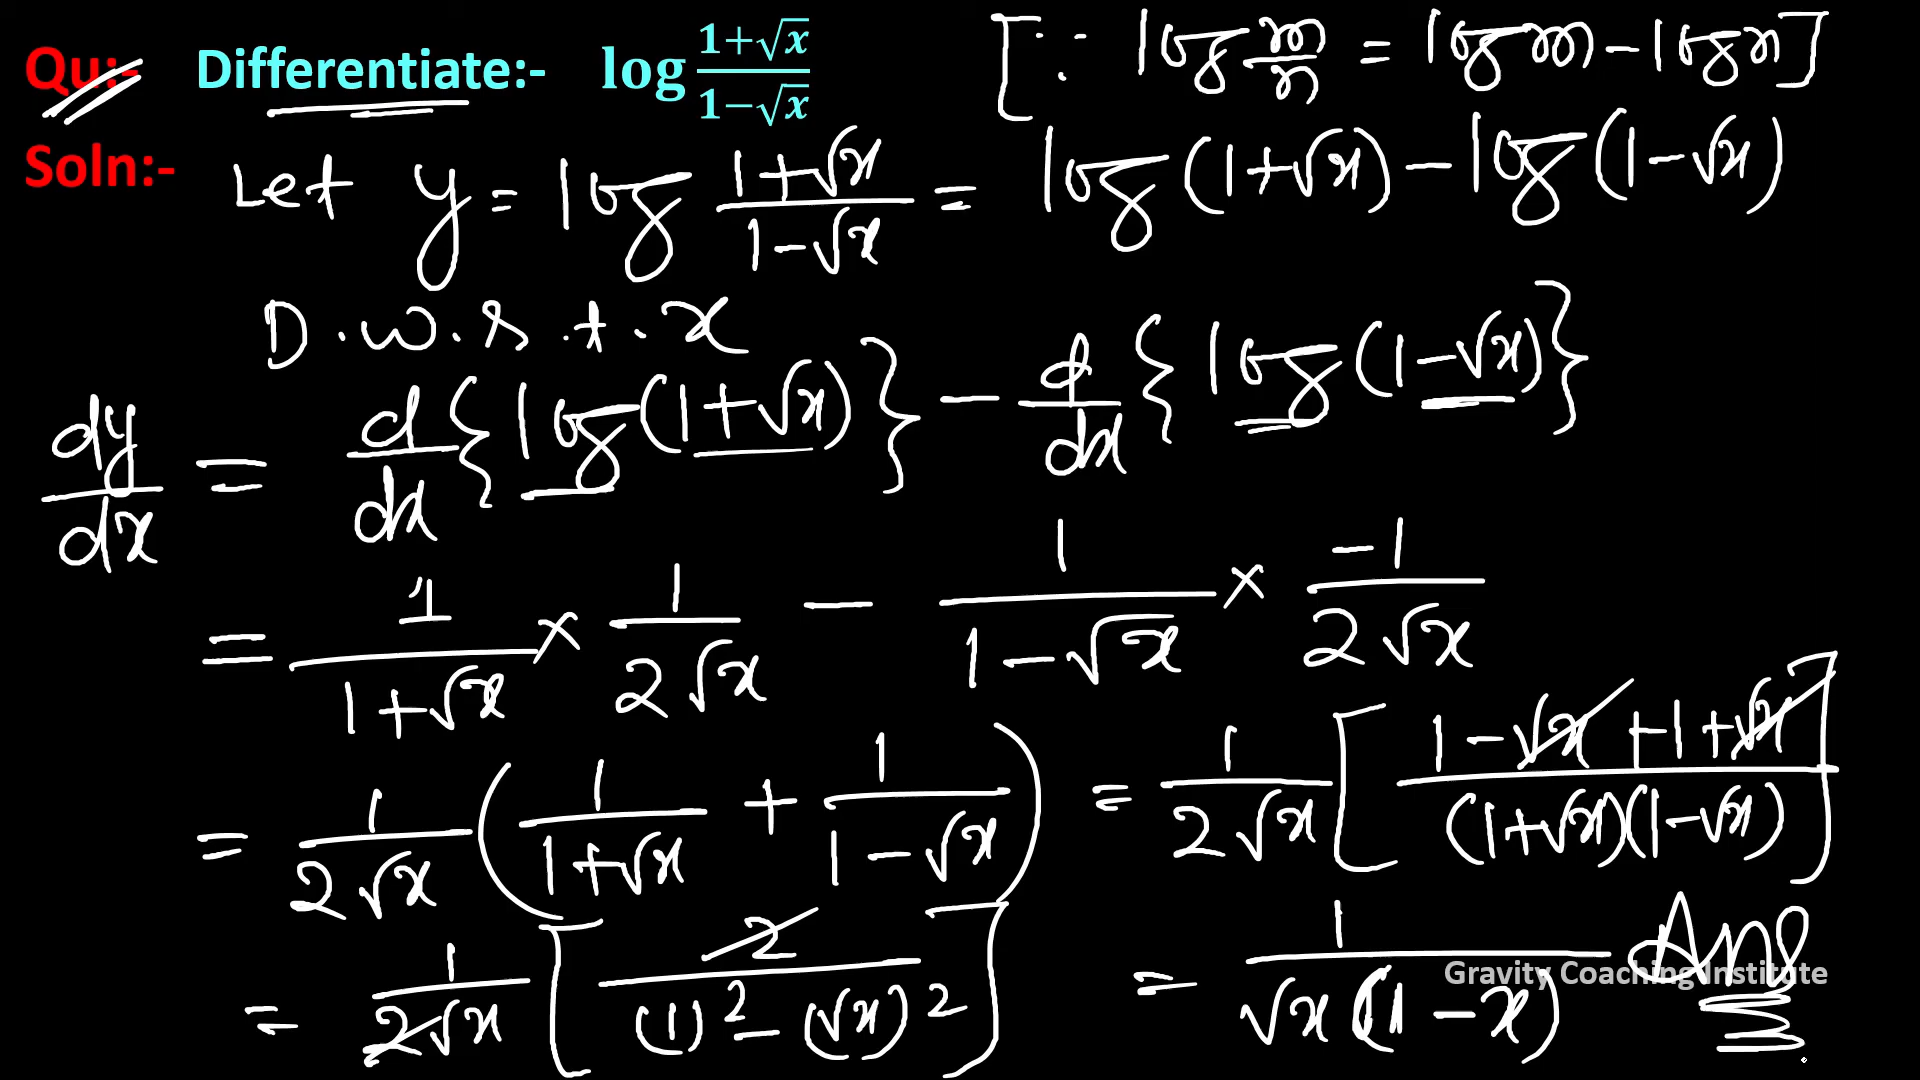 Qu:- Differentiate:- log (1+√x)/(1−√x) [∵ log m/n = log m − log n]
Soln:- Let y = log (1+√x)/(1−√x) = log(1+√x) − log(1−√x)
D.w.r.t.x
dy/dx = d/dx{log(1+√x)} − d/dx{log(1−√x)}
= 1/(1+√x) × 1/(2√x) − 1/(1−√x) × −1/(2√x)
= 1/(2√x) (1/(1+√x) + 1/(1−√x)) = 1/(2√x) [(1−√x+1+√x)/((1+√x)(1−√x))]
= 1/(2√x) [2/((1)²−(√x)²)] = 1/(√x(1−x)) Ans
Gravity Coaching Institute